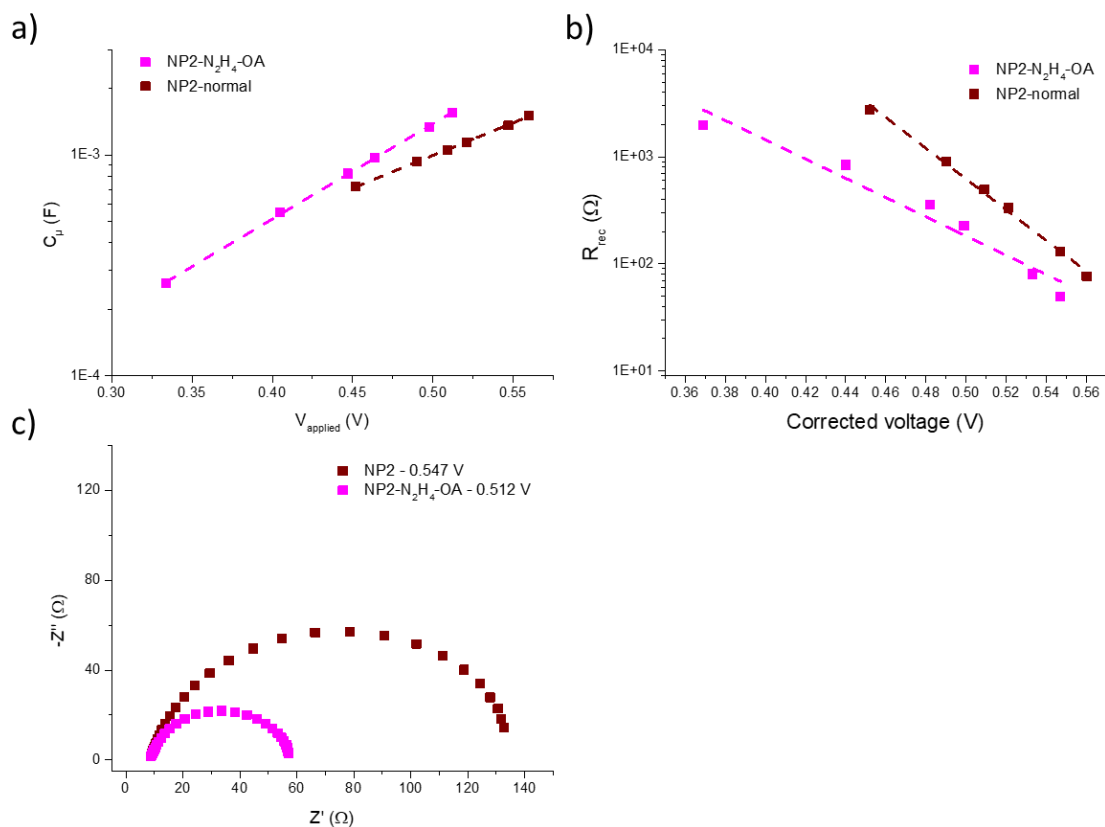 a)
NP2-N₂H₄-OA
NP2-normal
1E-3
1E-4
Cμ (F)
0.30
0.35
0.40
0.45
0.50
0.55
Vapplied (V)
b)
1E+04
1E+03
1E+02
1E+01
Rrec (Ω)
NP2-N₂H₄-OA
NP2-normal
0.36
0.38
0.40
0.42
0.44
0.46
0.48
0.50
0.52
0.54
0.56
Corrected voltage (V)
c)
NP2 - 0.547 V
NP2-N₂H₄-OA - 0.512 V
120
80
40
0
-Z'' (Ω)
0
20
40
60
80
100
120
140
Z' (Ω)